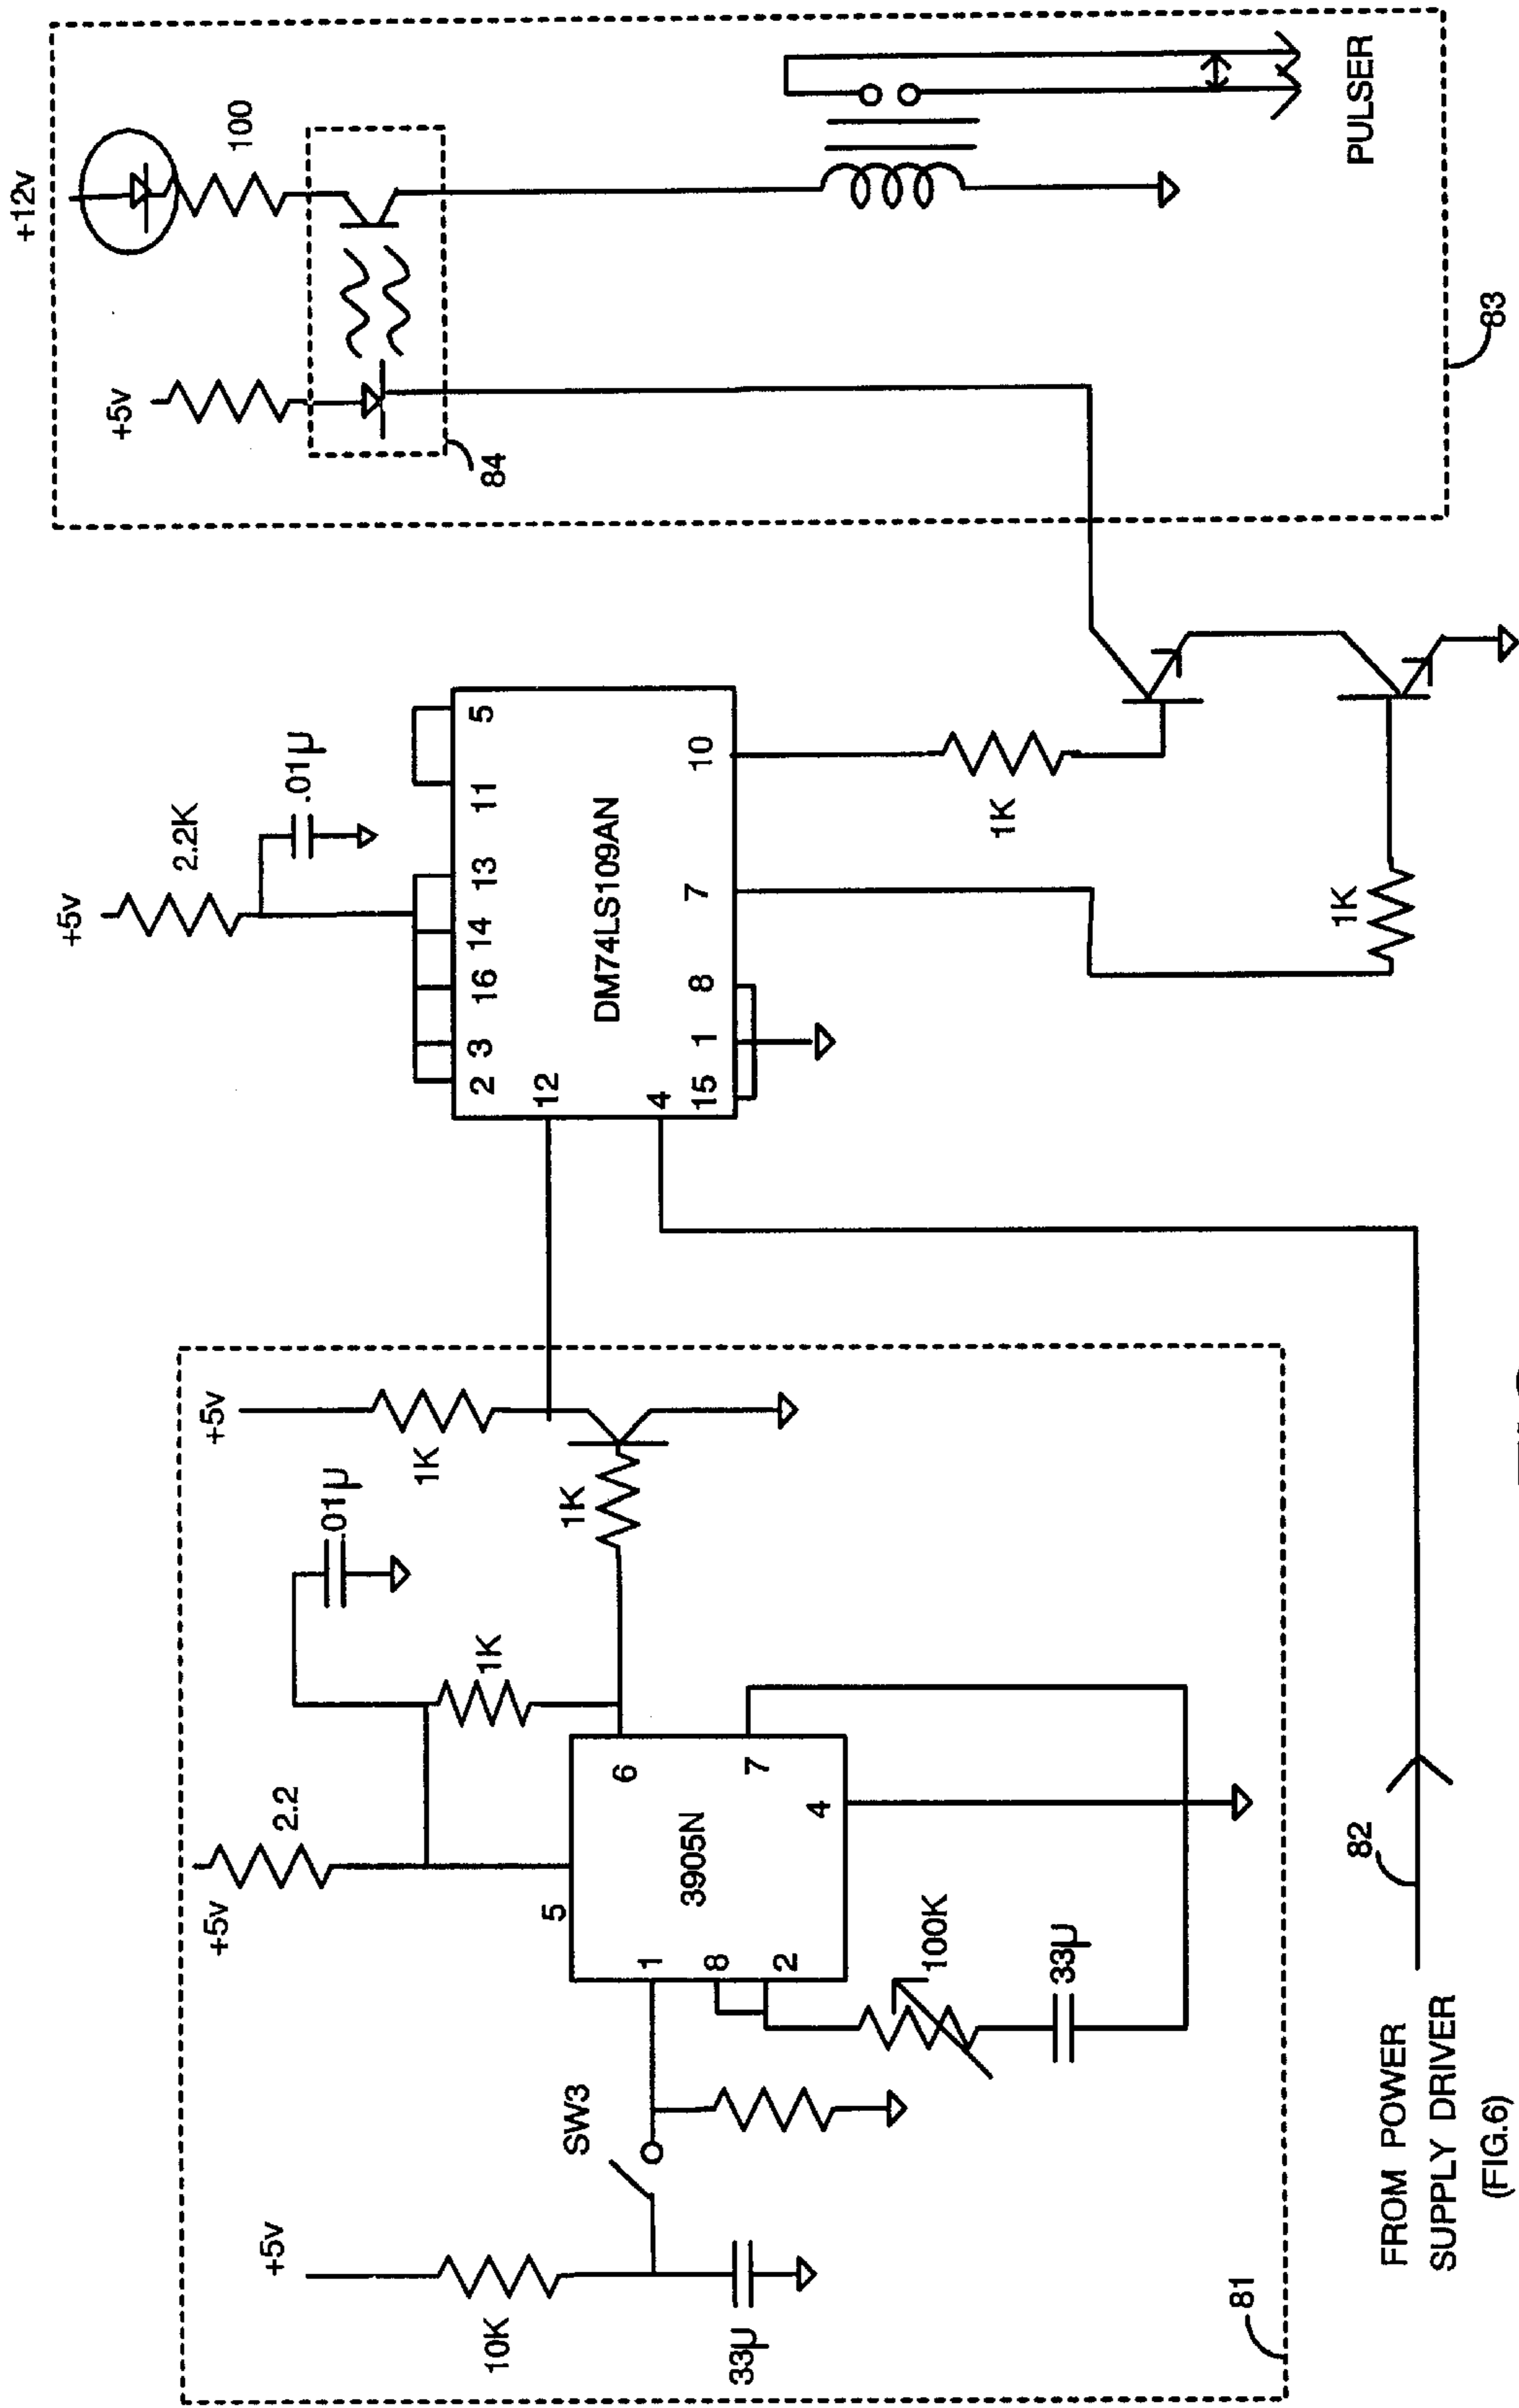 +5v
10K
33µ
SW3
+5v
2.2
.01µ
1K
+5v
1K
1K
5
6
1
8
2
3905N
4
7
100K
33µ
81
FROM POWER
SUPPLY DRIVER
(FIG.6)
82
+5v
2.2K
.01µ
2
3
16
14
13
11
5
12
4
DM74LS109AN
15
1
8
7
10
1K
1K
+5v
+12v
100
84
PULSER
83